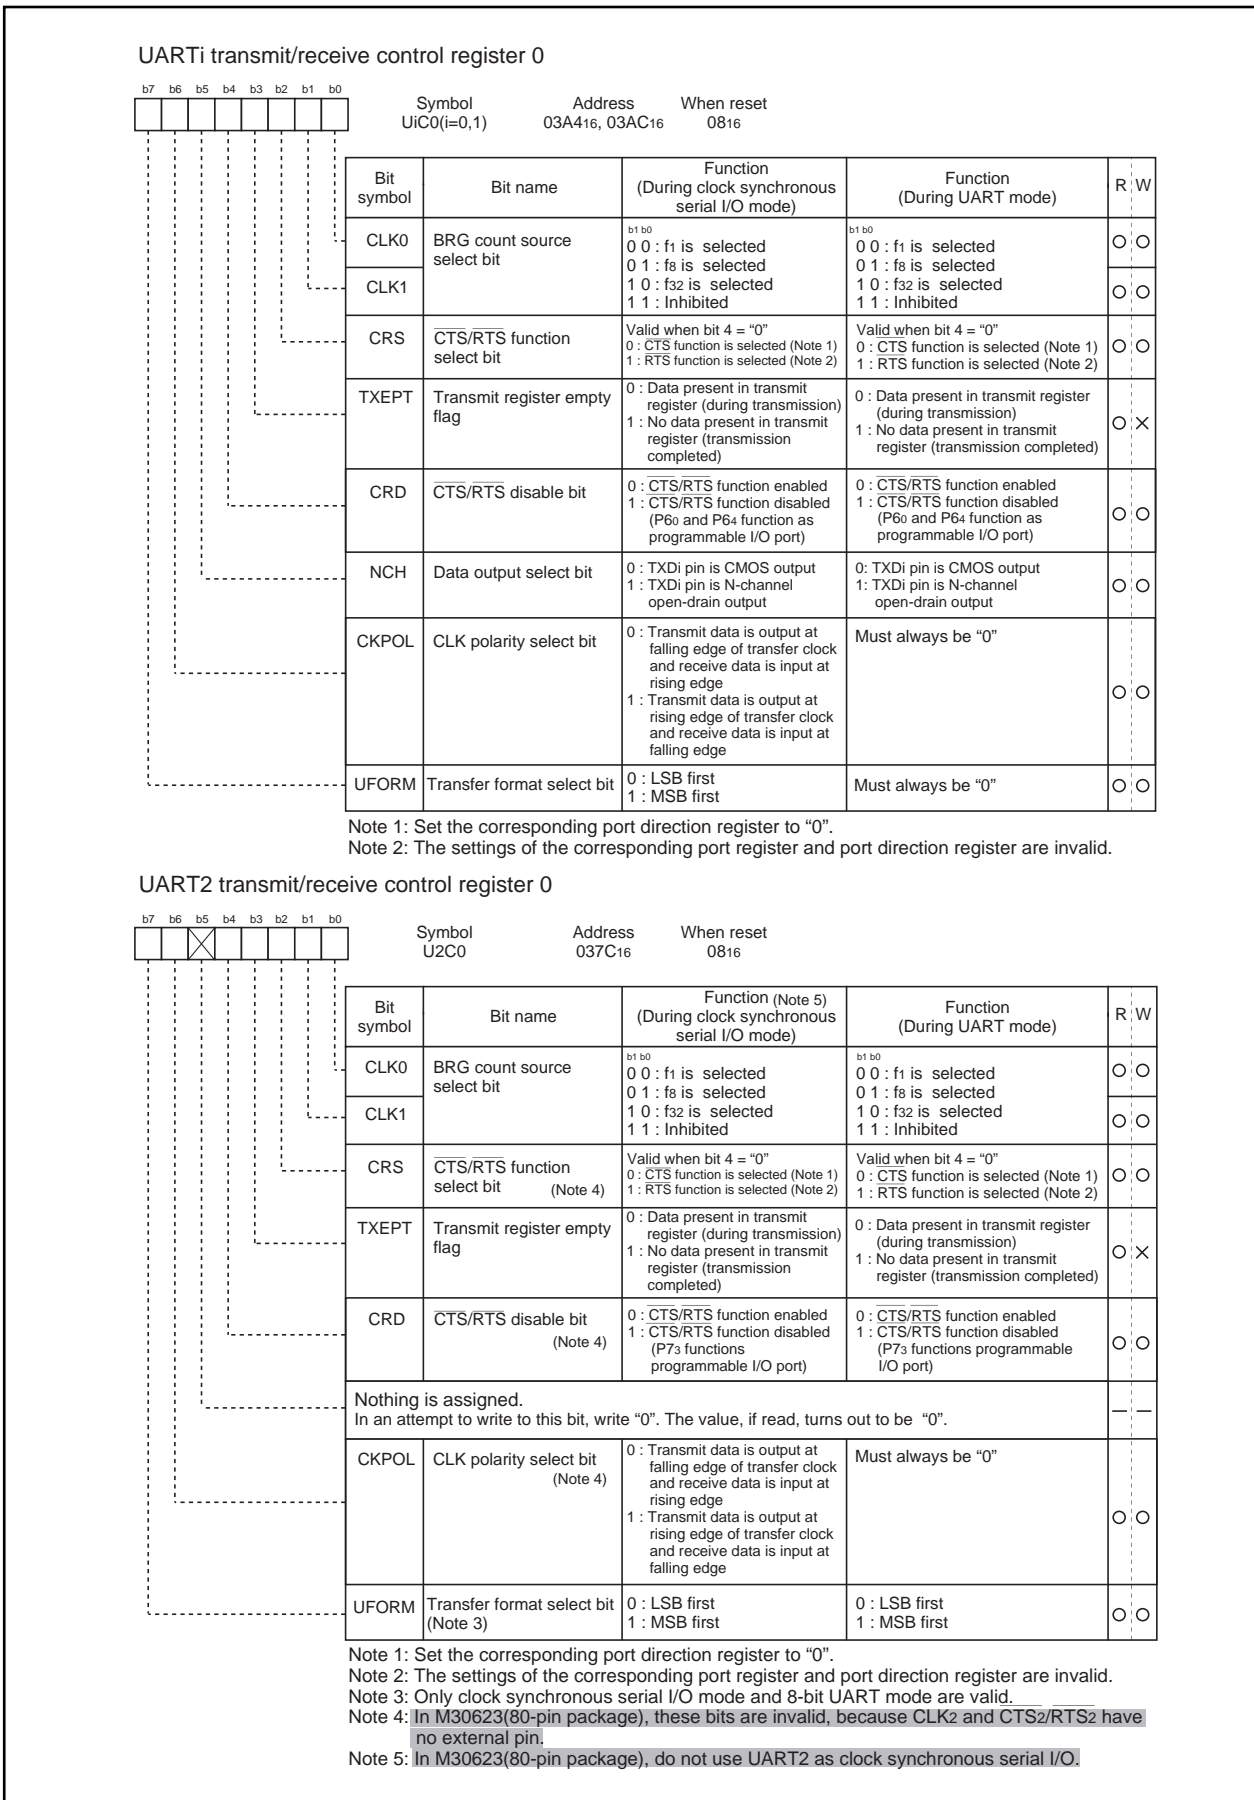 UARTi transmit/receive control register 0
b7 b6 b5 b4 b3 b2 b1 b0
Symbol Address When reset
UiC0(i=0,1) 03A416, 03AC16 0816
Bit symbol Bit name Function (During clock synchronous serial I/O mode) Function (During UART mode) R W
CLK0 BRG count source select bit
CLK1
b1 b0
0 0 : f1 is selected
0 1 : f8 is selected
1 0 : f32 is selected
1 1 : Inhibited
b1 b0
0 0 : f1 is selected
0 1 : f8 is selected
1 0 : f32 is selected
1 1 : Inhibited
CRS CTS/RTS function
select bit
Valid when bit 4 = “0”
0 : CTS function is selected (Note 1)
1 : RTS function is selected (Note 2)
Valid when bit 4 = “0”
0 : CTS function is selected (Note 1)
1 : RTS function is selected (Note 2)
TXEPT Transmit register empty
flag
0 : Data present in transmit
register (during transmission)
1 : No data present in transmit
register (transmission
completed)
0 : Data present in transmit register
(during transmission)
1 : No data present in transmit
register (transmission completed)
CRD CTS/RTS disable bit
0 : CTS/RTS function enabled
1 : CTS/RTS function disabled
(P60 and P64 function as
programmable I/O port)
0 : CTS/RTS function enabled
1 : CTS/RTS function disabled
(P60 and P64 function as
programmable I/O port)
NCH Data output select bit
0 : TXDi pin is CMOS output
1 : TXDi pin is N-channel
open-drain output
0: TXDi pin is CMOS output
1: TXDi pin is N-channel
open-drain output
CKPOL CLK polarity select bit
0 : Transmit data is output at
falling edge of transfer clock
and receive data is input at
rising edge
1 : Transmit data is output at
rising edge of transfer clock
and receive data is input at
falling edge
Must always be “0”
UFORM Transfer format select bit
0 : LSB first
1 : MSB first
Must always be “0”
Note 1: Set the corresponding port direction register to “0”.
Note 2: The settings of the corresponding port register and port direction register are invalid.
UART2 transmit/receive control register 0
b7 b6 b5 b4 b3 b2 b1 b0
Symbol Address When reset
U2C0 037C16 0816
Bit symbol Bit name Function (Note 5) (During clock synchronous serial I/O mode) Function (During UART mode) R W
CLK0 BRG count source select bit
CLK1
b1 b0
0 0 : f1 is selected
0 1 : f8 is selected
1 0 : f32 is selected
1 1 : Inhibited
b1 b0
0 0 : f1 is selected
0 1 : f8 is selected
1 0 : f32 is selected
1 1 : Inhibited
CRS CTS/RTS function
select bit (Note 4)
Valid when bit 4 = “0”
0 : CTS function is selected (Note 1)
1 : RTS function is selected (Note 2)
Valid when bit 4 = “0”
0 : CTS function is selected (Note 1)
1 : RTS function is selected (Note 2)
TXEPT Transmit register empty
flag
0 : Data present in transmit
register (during transmission)
1 : No data present in transmit
register (transmission
completed)
0 : Data present in transmit register
(during transmission)
1 : No data present in transmit
register (transmission completed)
CRD CTS/RTS disable bit
(Note 4)
0 : CTS/RTS function enabled
1 : CTS/RTS function disabled
(P73 functions
programmable I/O port)
0 : CTS/RTS function enabled
1 : CTS/RTS function disabled
(P73 functions programmable
I/O port)
Nothing is assigned.
In an attempt to write to this bit, write “0”. The value, if read, turns out to be “0”.
CKPOL CLK polarity select bit
(Note 4)
0 : Transmit data is output at
falling edge of transfer clock
and receive data is input at
rising edge
1 : Transmit data is output at
rising edge of transfer clock
and receive data is input at
falling edge
Must always be “0”
UFORM Transfer format select bit
(Note 3)
0 : LSB first
1 : MSB first
0 : LSB first
1 : MSB first
Note 1: Set the corresponding port direction register to “0”.
Note 2: The settings of the corresponding port register and port direction register are invalid.
Note 3: Only clock synchronous serial I/O mode and 8-bit UART mode are valid.
Note 4: In M30623(80-pin package), these bits are invalid, because CLK2 and CTS2/RTS2 have
no external pin.
Note 5: In M30623(80-pin package), do not use UART2 as clock synchronous serial I/O.